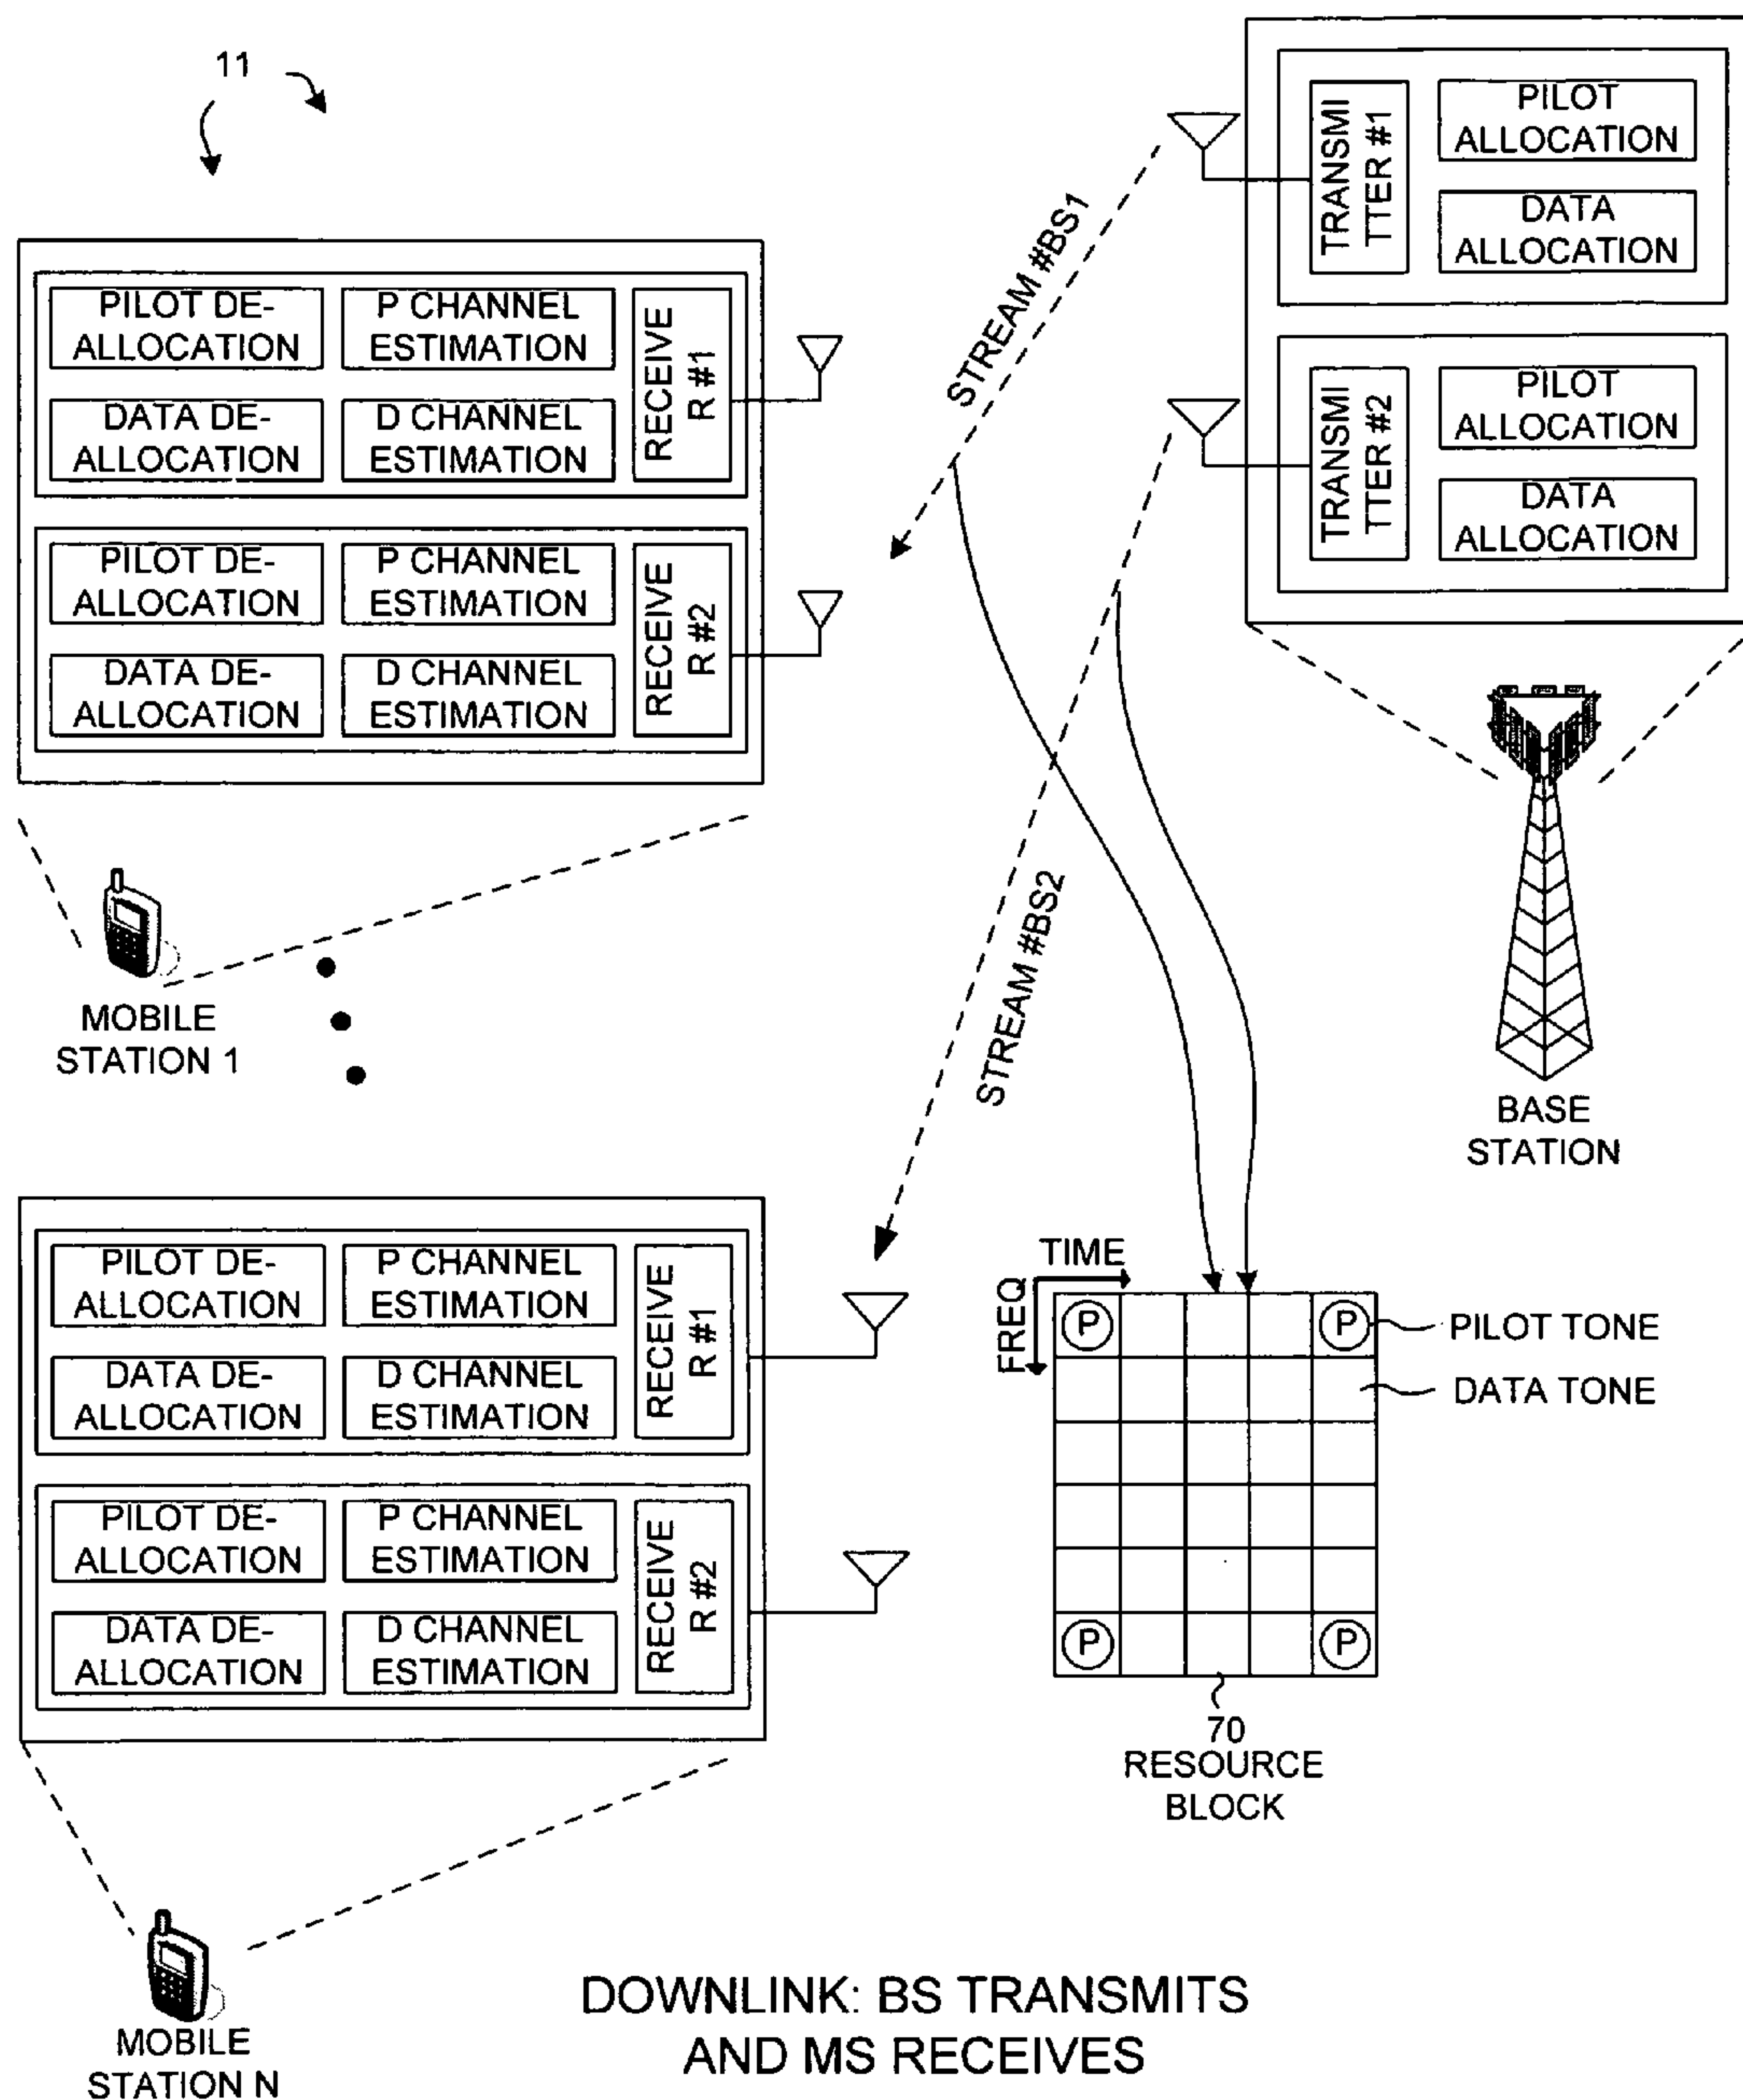 11
PILOT
ALLOCATION
DATA
ALLOCATION
TRANSMI
TTER #1
PILOT
ALLOCATION
DATA
ALLOCATION
TRANSMI
TTER #2
STREAM #BS1
STREAM #BS2
PILOT DE-
ALLOCATION
P CHANNEL
ESTIMATION
DATA DE-
ALLOCATION
D CHANNEL
ESTIMATION
RECEIVE
R #1
PILOT DE-
ALLOCATION
P CHANNEL
ESTIMATION
DATA DE-
ALLOCATION
D CHANNEL
ESTIMATION
RECEIVE
R #2
MOBILE
STATION 1
BASE
STATION
PILOT DE-
ALLOCATION
P CHANNEL
ESTIMATION
DATA DE-
ALLOCATION
D CHANNEL
ESTIMATION
RECEIVE
R #1
PILOT DE-
ALLOCATION
P CHANNEL
ESTIMATION
DATA DE-
ALLOCATION
D CHANNEL
ESTIMATION
RECEIVE
R #2
TIME
FREQ
P
P
PILOT TONE
DATA TONE
P
P
70
RESOURCE
BLOCK
MOBILE
STATION N
DOWNLINK: BS TRANSMITS
AND MS RECEIVES